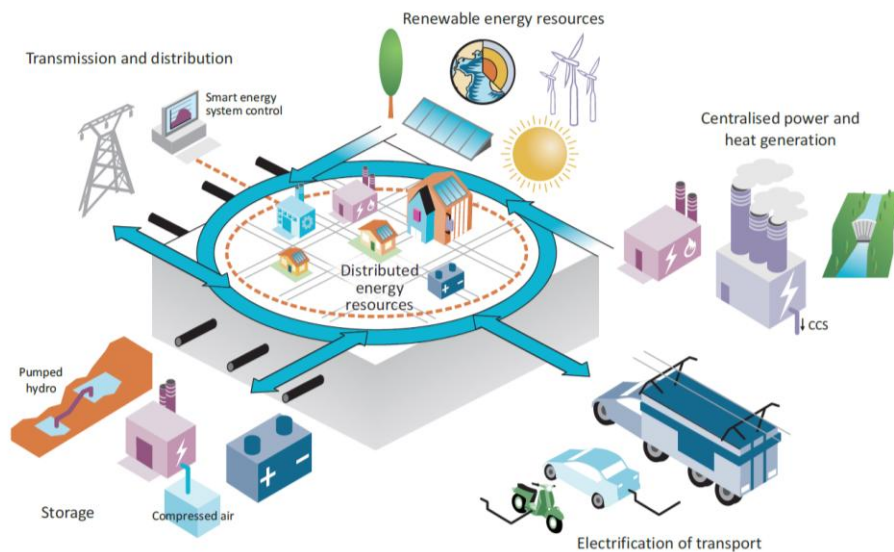 Renewable energy resources
Transmission and distribution
Smart energy
system control
Centralised power and
heat generation
Distributed
energy
resources
CCS
Pumped
hydro
Storage
Compressed air
Electrification of transport